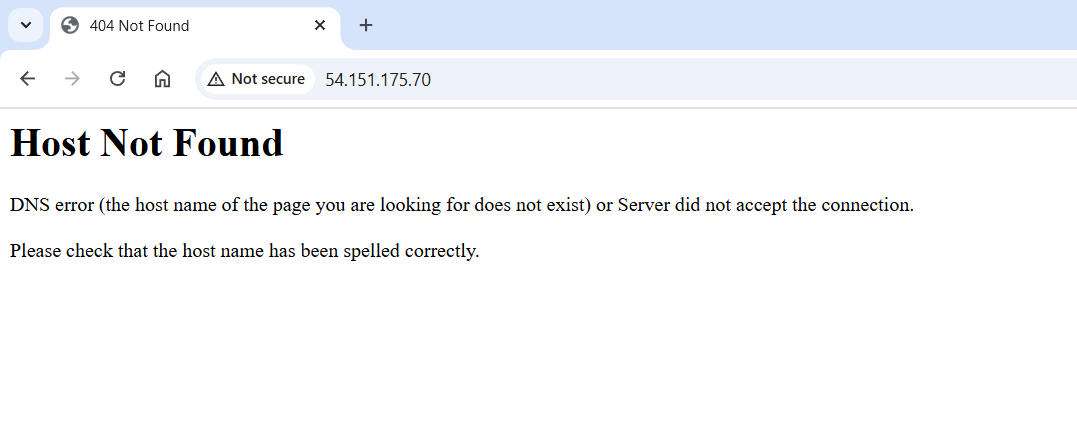 404 Not Found
Not secure 54.151.175.70
Host Not Found
DNS error (the host name of the page you are looking for does not exist) or Server did not accept the connection.
Please check that the host name has been spelled correctly.